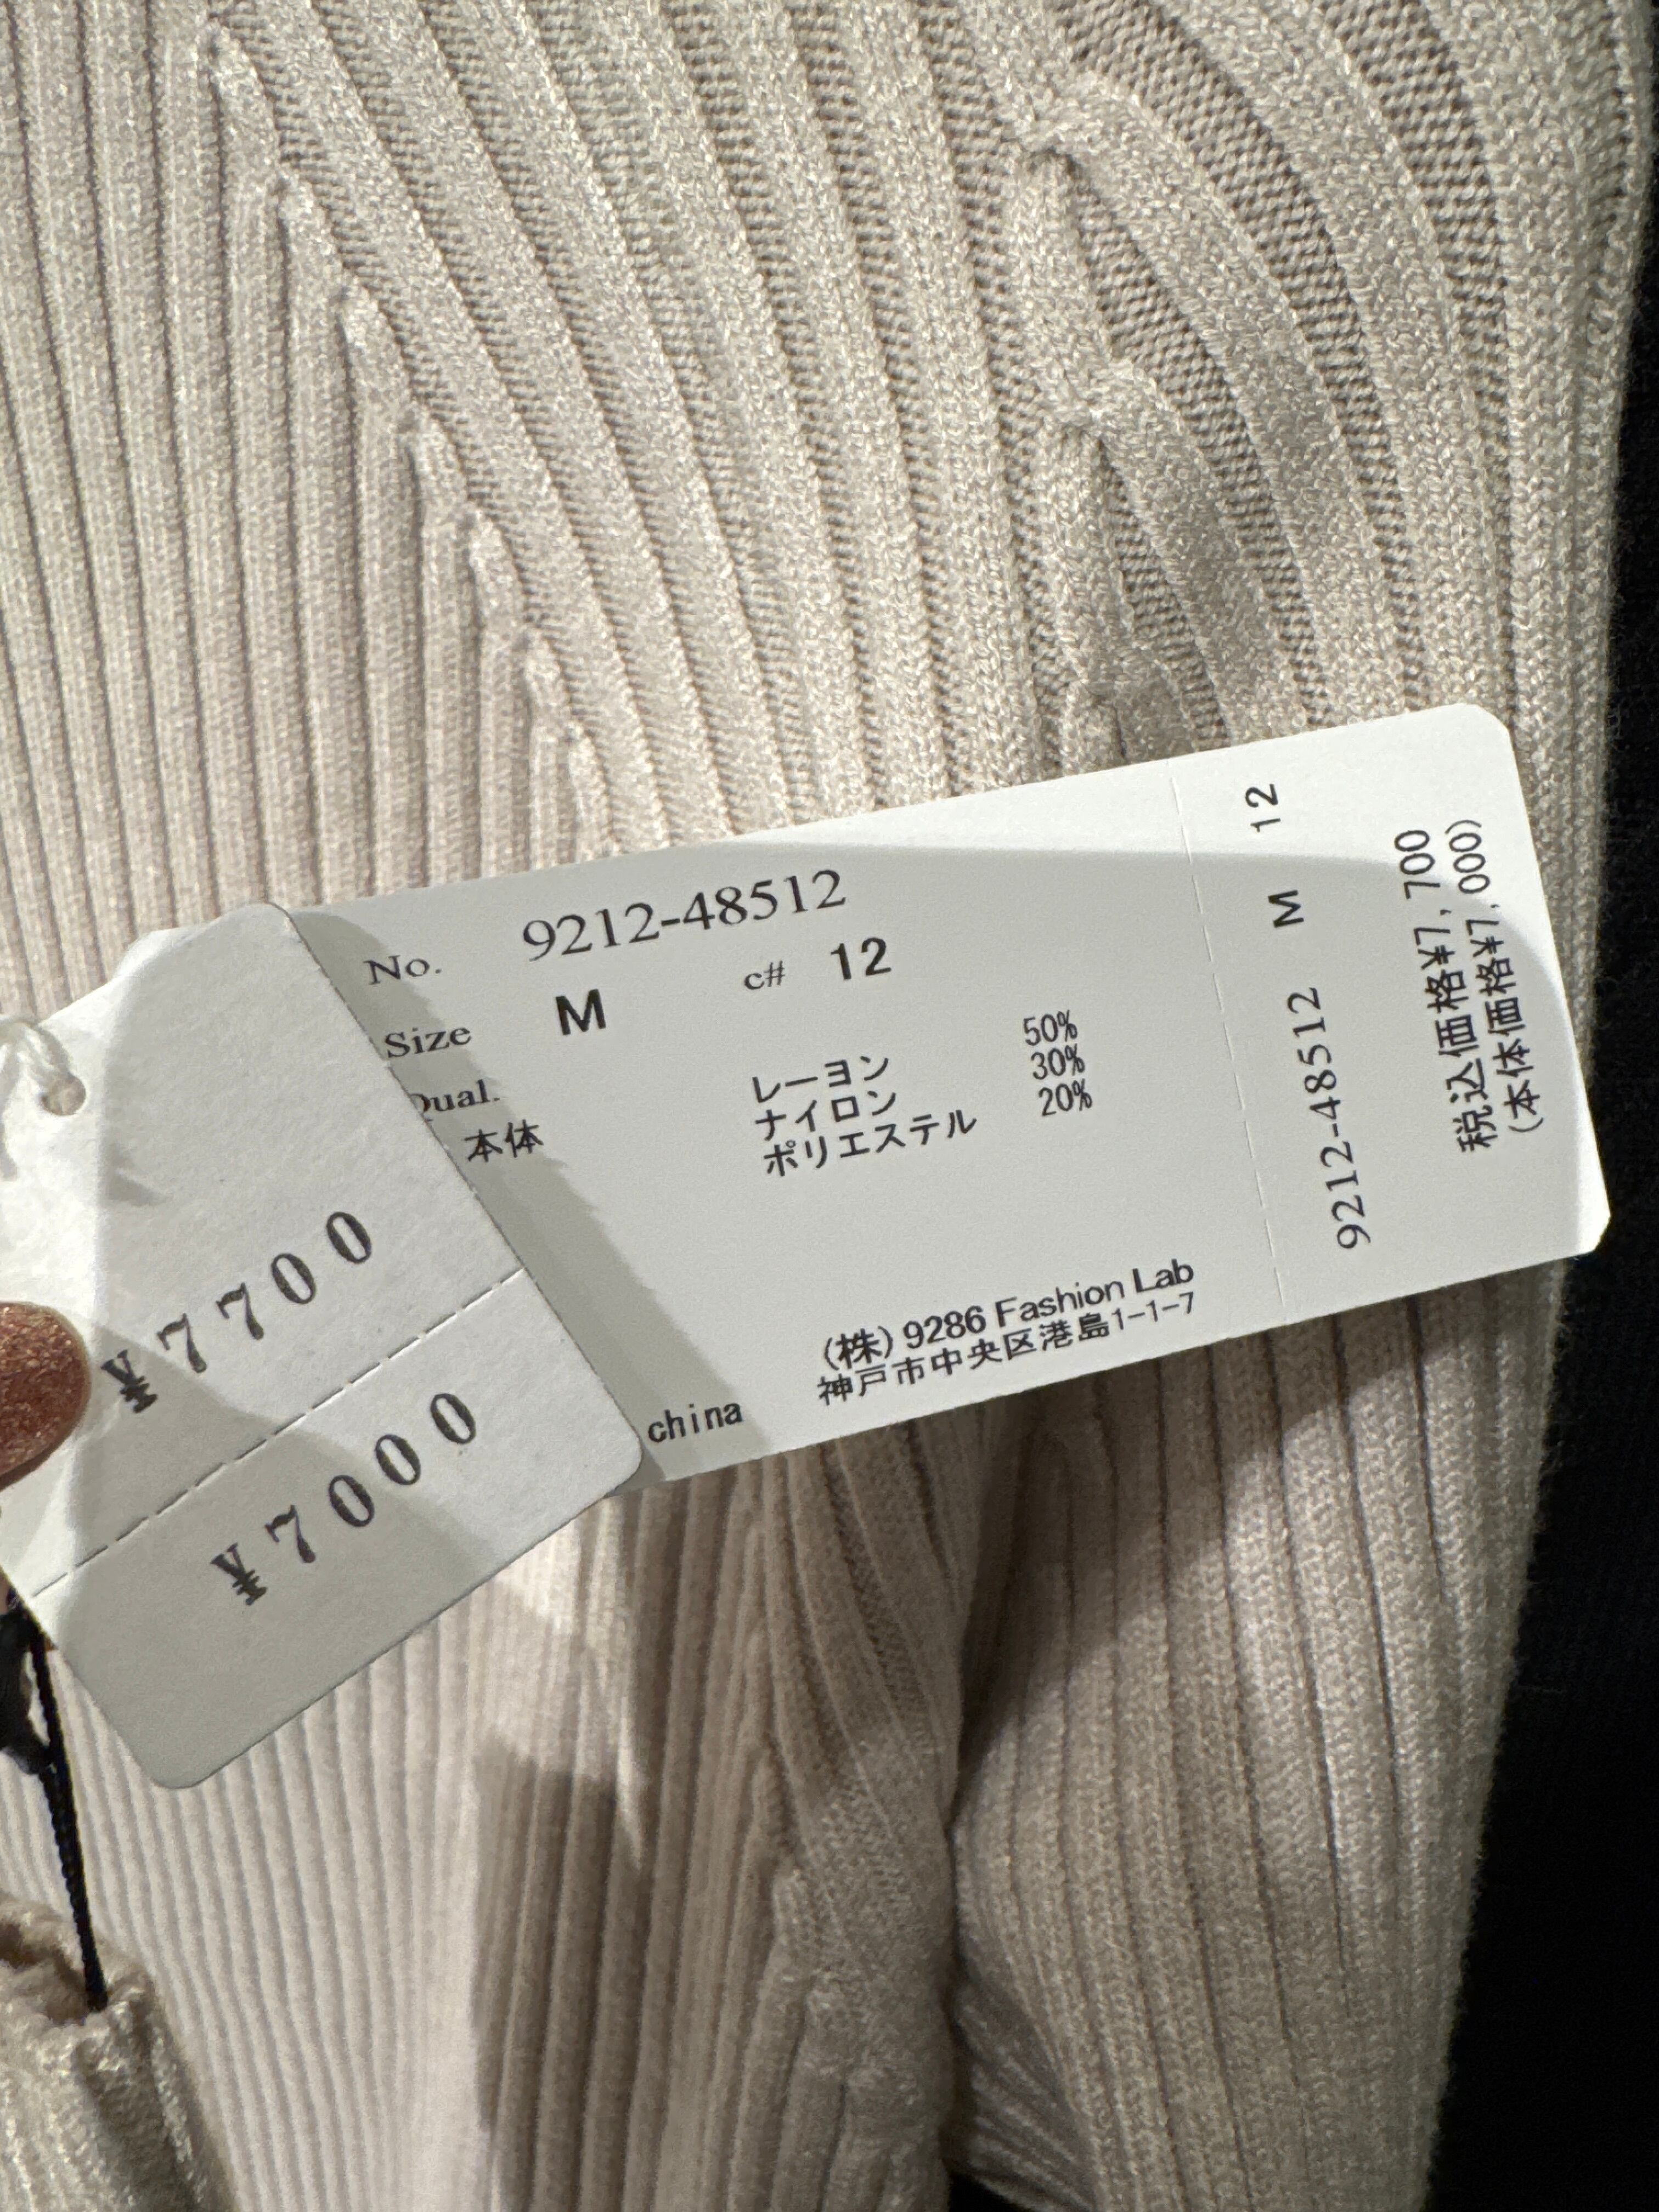 No. 9212-48512
Size M c# 12
Qual.
本体 レーヨン 50%
ナイロン 30%
ポリエステル 20%
(株) 9286 Fashion Lab
神戸市中央区港島1-1-7
china
9212-48512 M 12
税込価格¥7,700
(本体価格¥7,000)
¥7700
¥7000